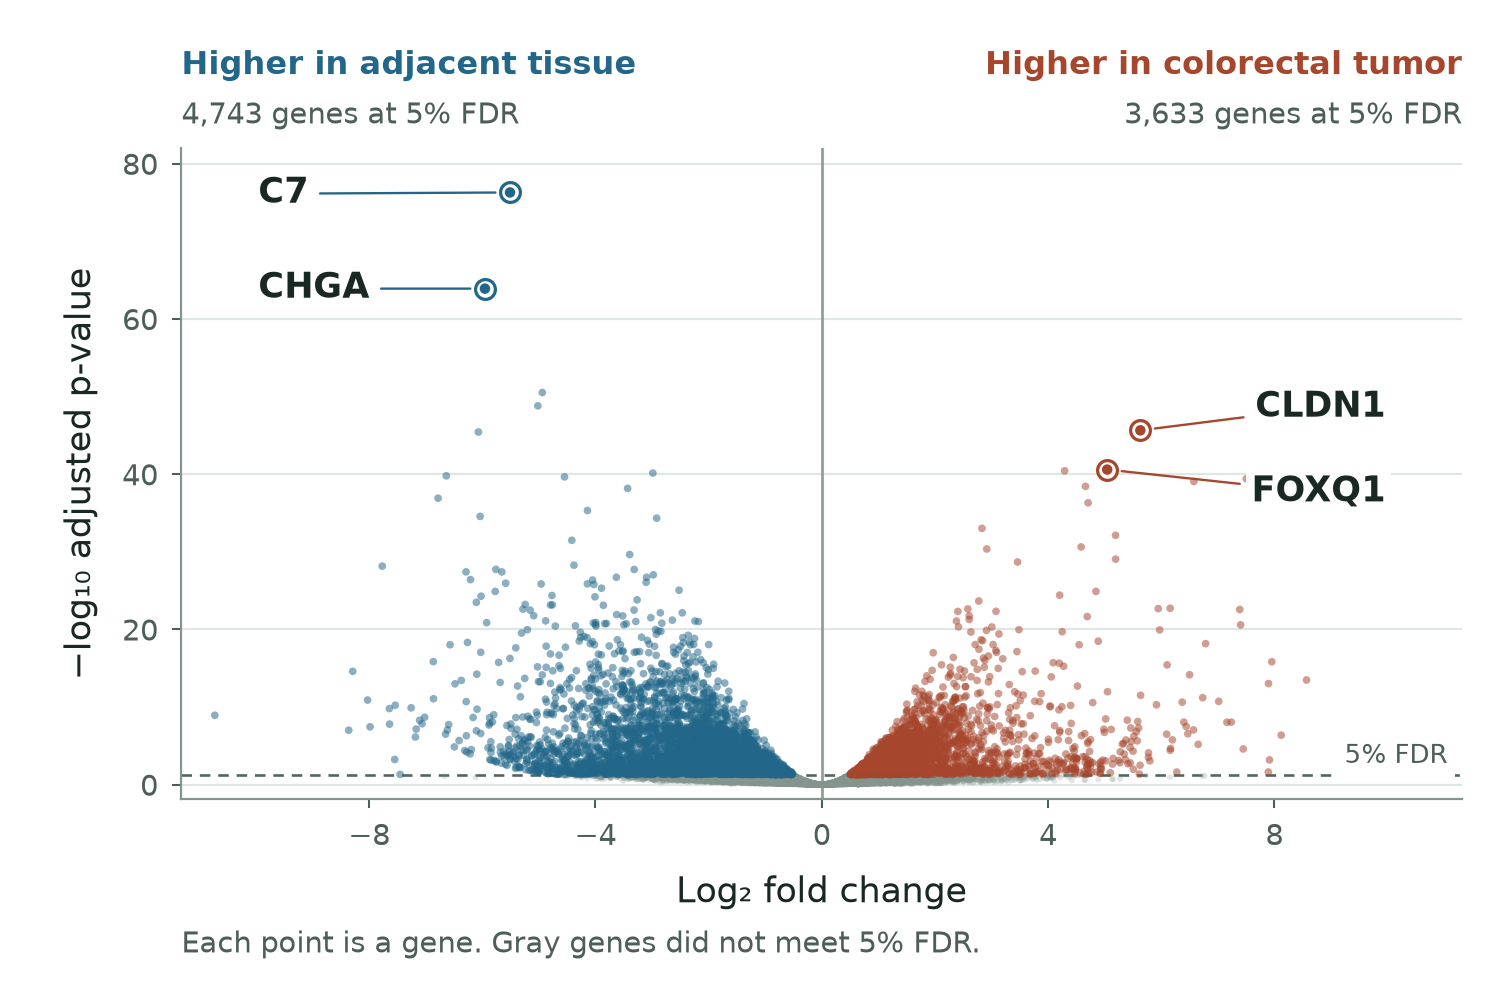 Higher in adjacent tissue
Higher in colorectal tumor
4,743 genes at 5% FDR
3,633 genes at 5% FDR
80
C7
CHGA
60
CLDN1
40
FOXQ1
20
5% FDR
0
−log₁₀ adjusted p-value
−8
−4
0
4
8
Log₂ fold change
Each point is a gene. Gray genes did not meet 5% FDR.